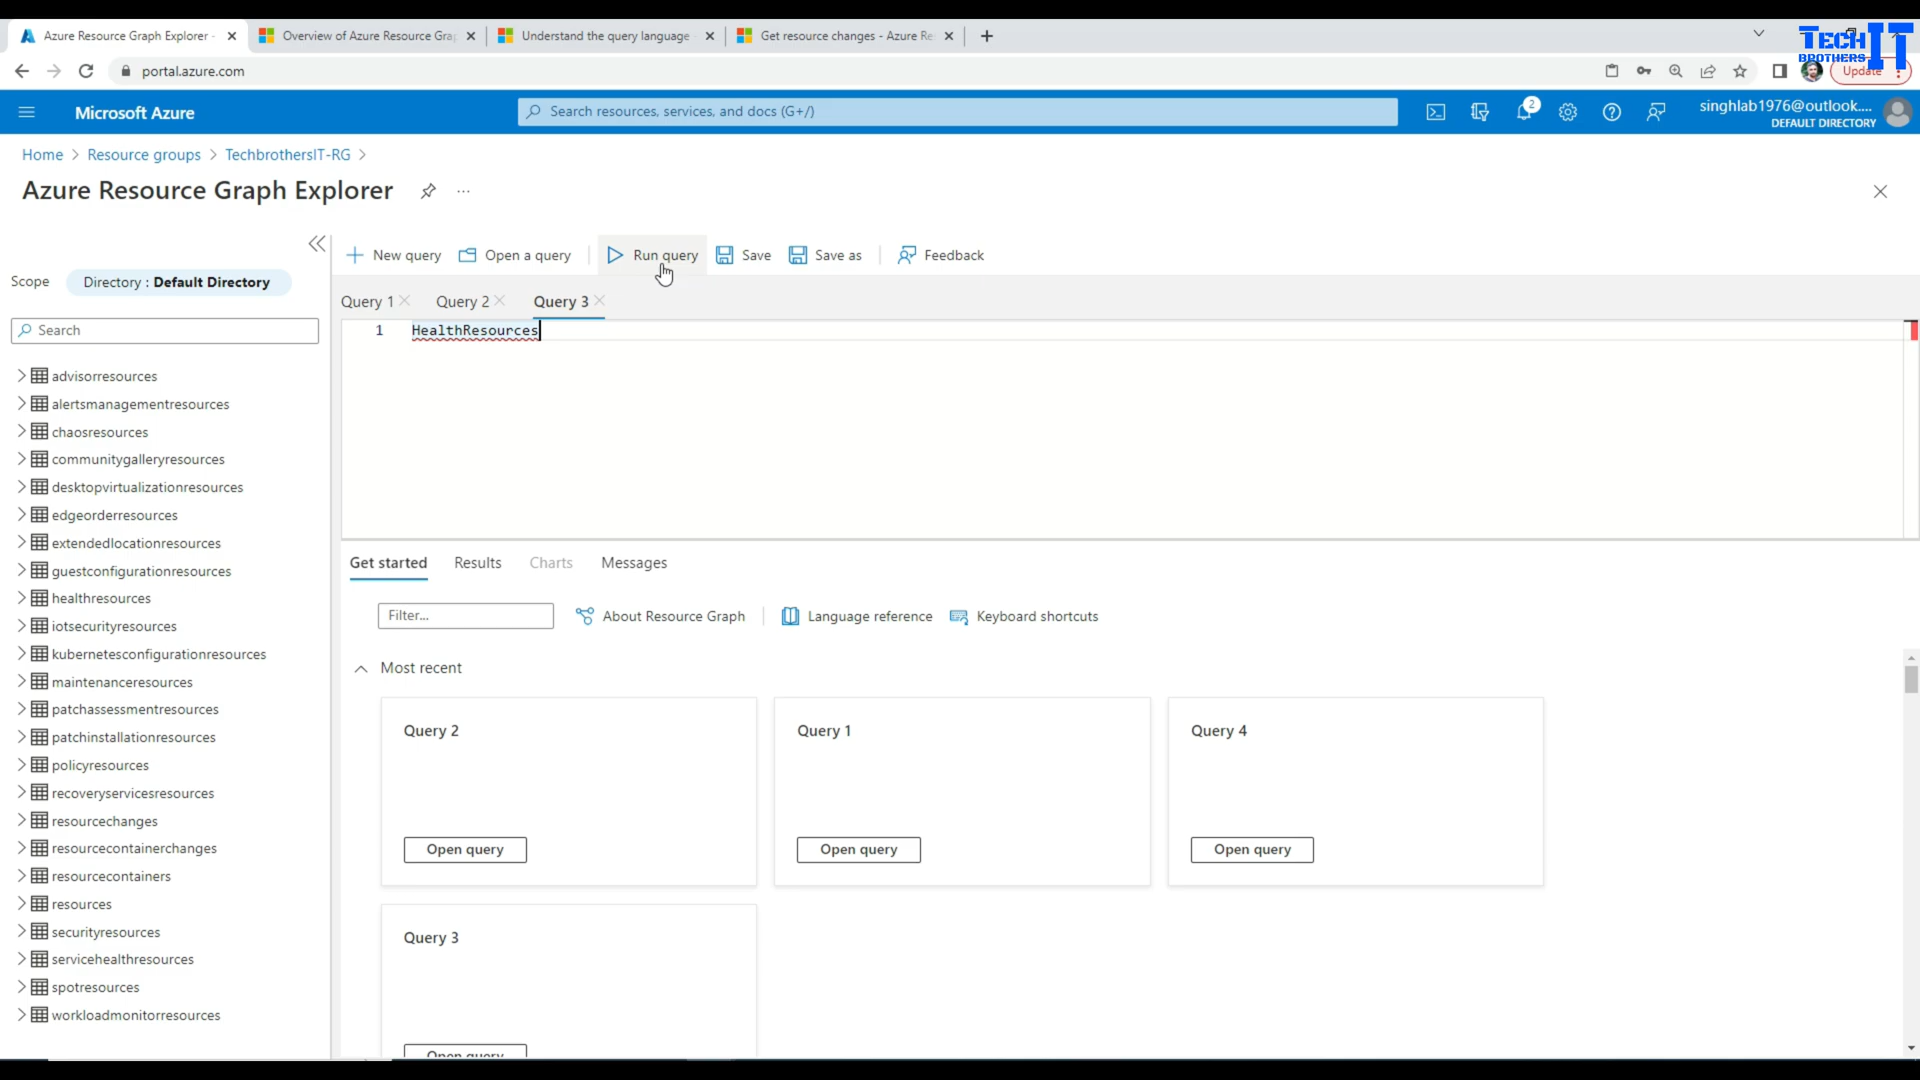 Azure Resource Graph Explorer -
Overview of Azure Resource Gra
Understand the query language
Get resource changes - Azure Re
TECH IT
BROTHERS
portal.azure.com
Update
Microsoft Azure
Search resources, services, and docs (G+/)
2
singhlab1976@outlook....
DEFAULT DIRECTORY
Home > Resource groups > TechbrothersIT-RG >
Azure Resource Graph Explorer
New query
Open a query
Run query
Save
Save as
Feedback
Scope
Directory : Default Directory
Query 1
Query 2
Query 3
1 HealthResources
Search
advisorresources
alertsmanagementresources
chaosresources
communitygalleryresources
desktopvirtualizationresources
edgeorderresources
extendedlocationresources
guestconfigurationresources
healthresources
iotsecurityresources
kubernetesconfigurationresources
maintenanceresources
patchassessmentresources
patchinstallationresources
policyresources
recoveryservicesresources
resourcechanges
resourcecontainerchanges
resourcecontainers
resources
securityresources
servicehealthresources
spotresources
workloadmonitorresources
Get started
Results
Charts
Messages
Filter...
About Resource Graph
Language reference
Keyboard shortcuts
Most recent
Query 2
Query 1
Query 4
Open query
Open query
Open query
Query 3
Open query